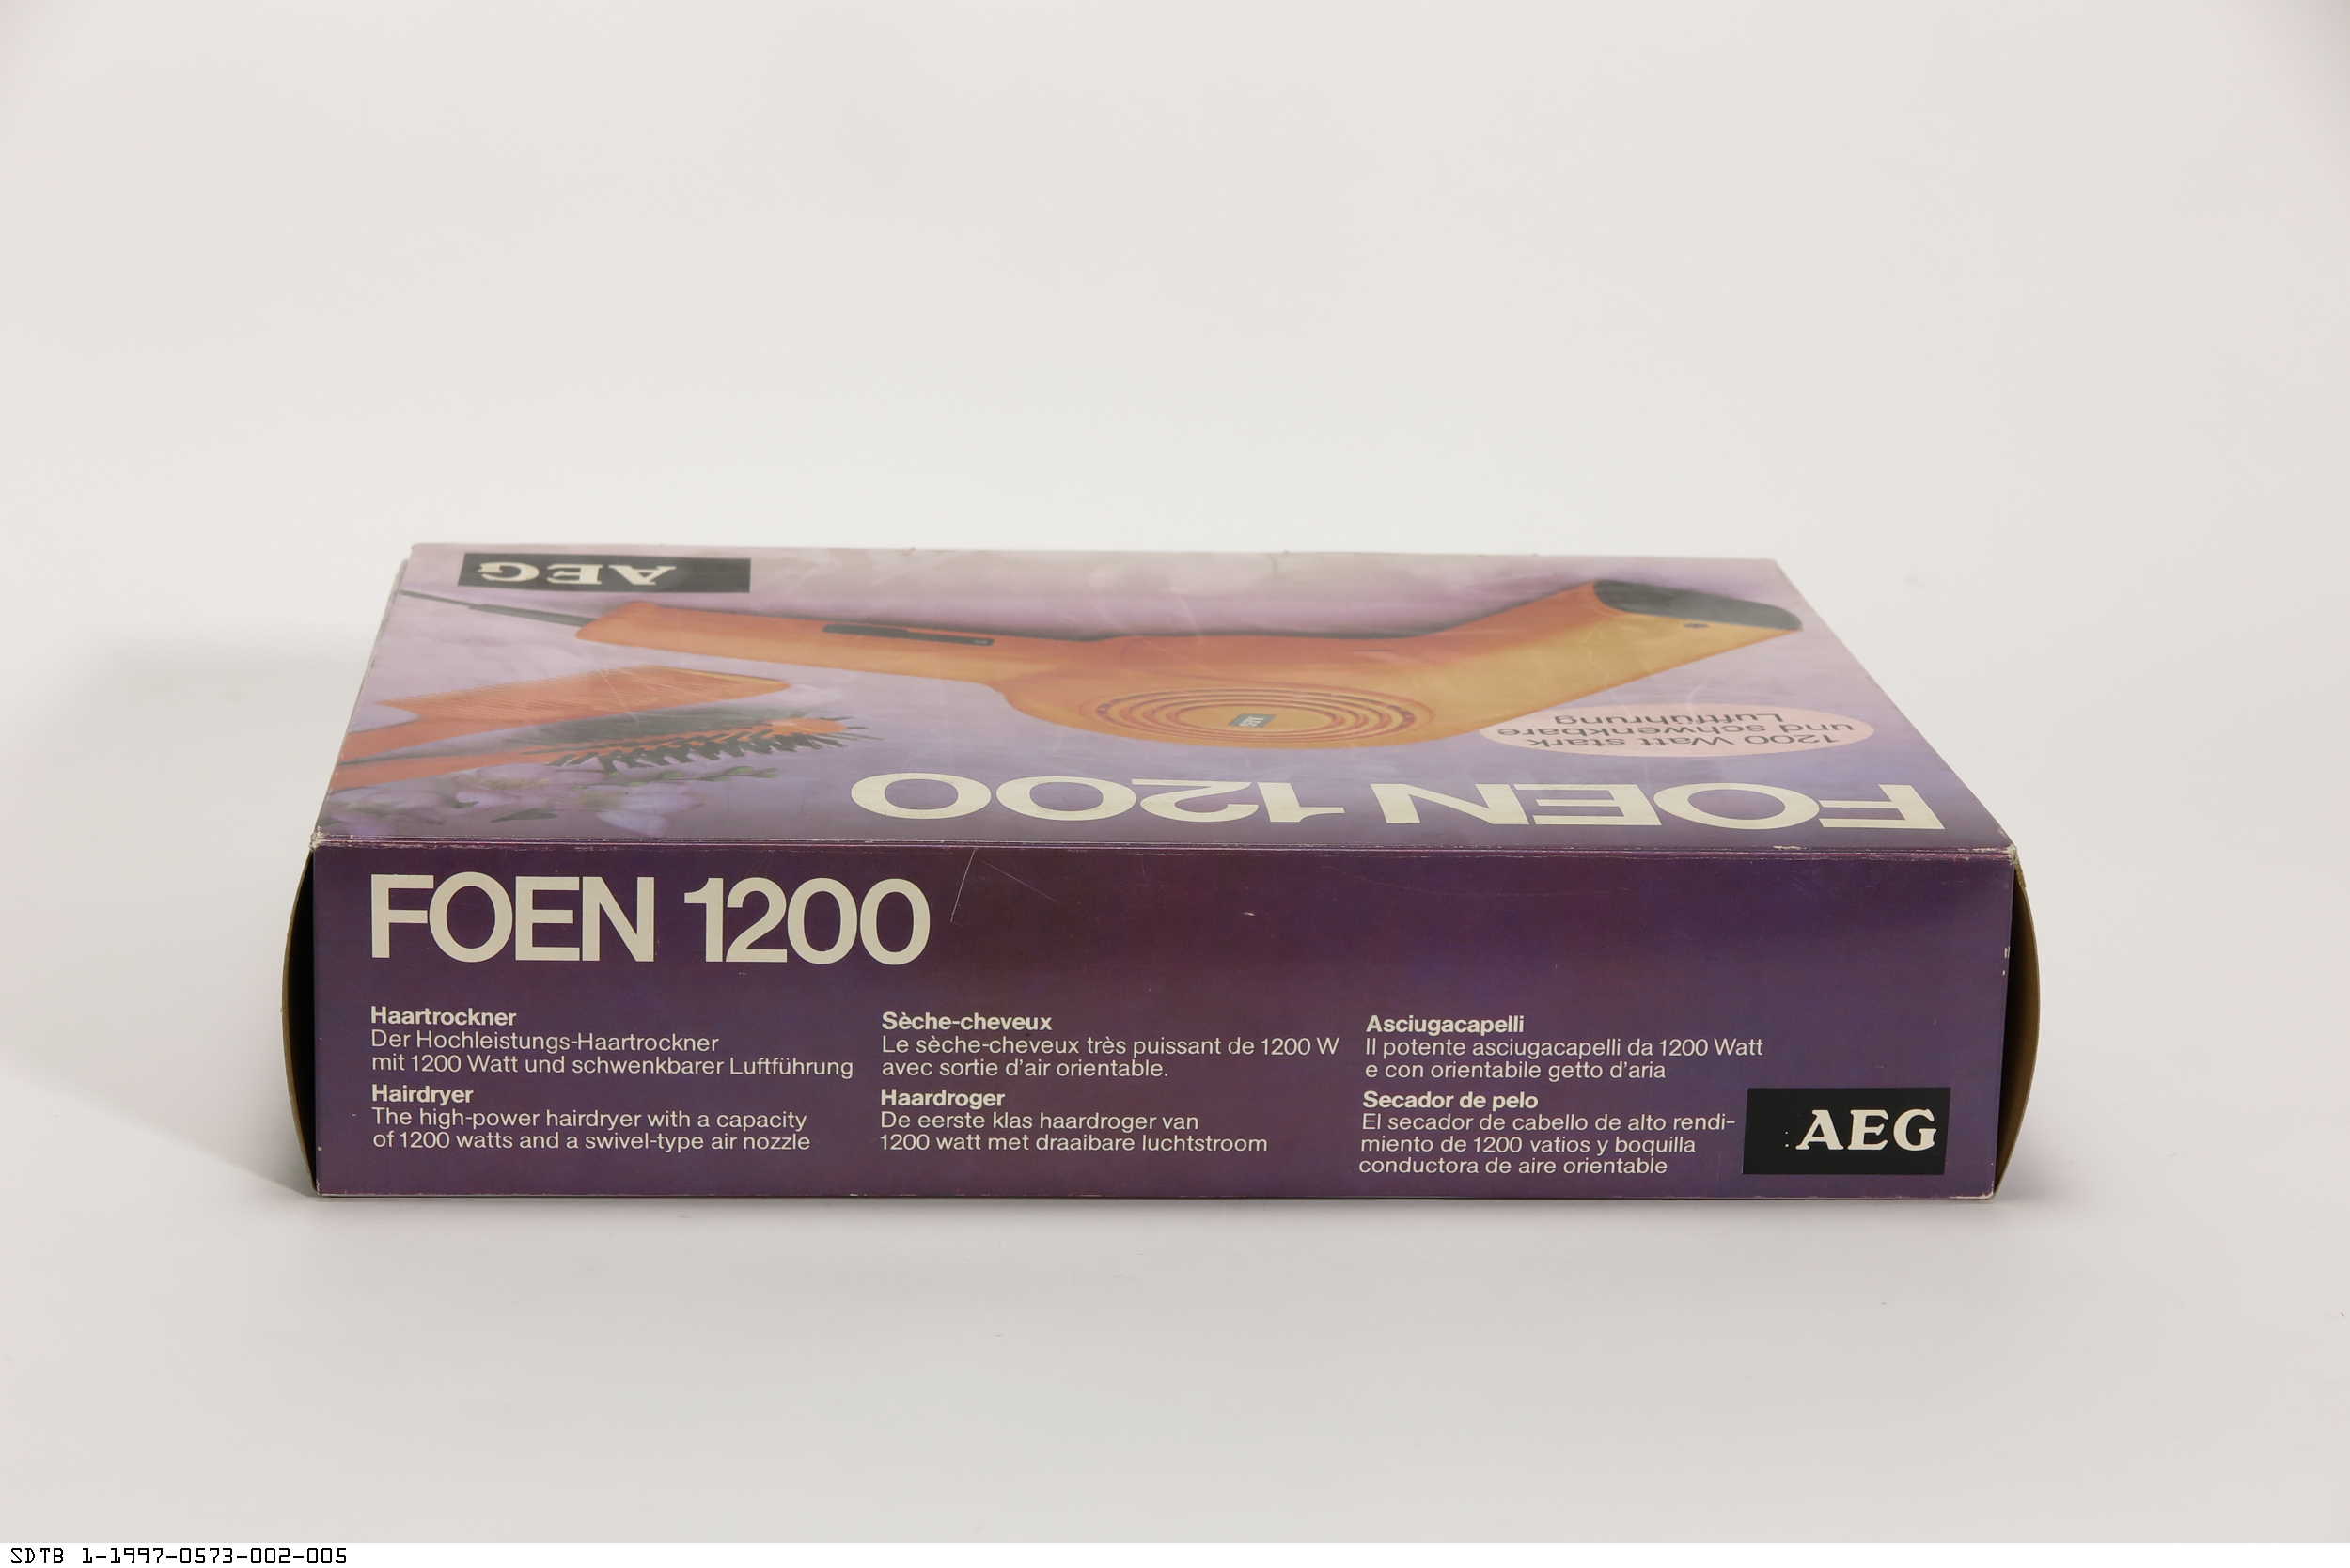 AEG
AEG
1200 Watt stark
und schwenkbare
Luftführung
FOEN 1200
FOEN 1200
Haartrockner
Der Hochleistungs-Haartrockner
mit 1200 Watt und schwenkbarer Luftführung
Hairdryer
The high-power hairdryer with a capacity
of 1200 watts and a swivel-type air nozzle
Sèche-cheveux
Le sèche-cheveux très puissant de 1200 W
avec sortie d'air orientable.
Haardroger
De eerste klas haardroger van
1200 watt met draaibare luchtstroom
Asciugacapelli
Il potente asciugacapelli da 1200 Watt
e con orientabile getto d'aria
Secador de pelo
El secador de cabello de alto rendi-
miento de 1200 vatios y boquilla
conductora de aire orientable
AEG
SDTB 1-1997-0573-002-005